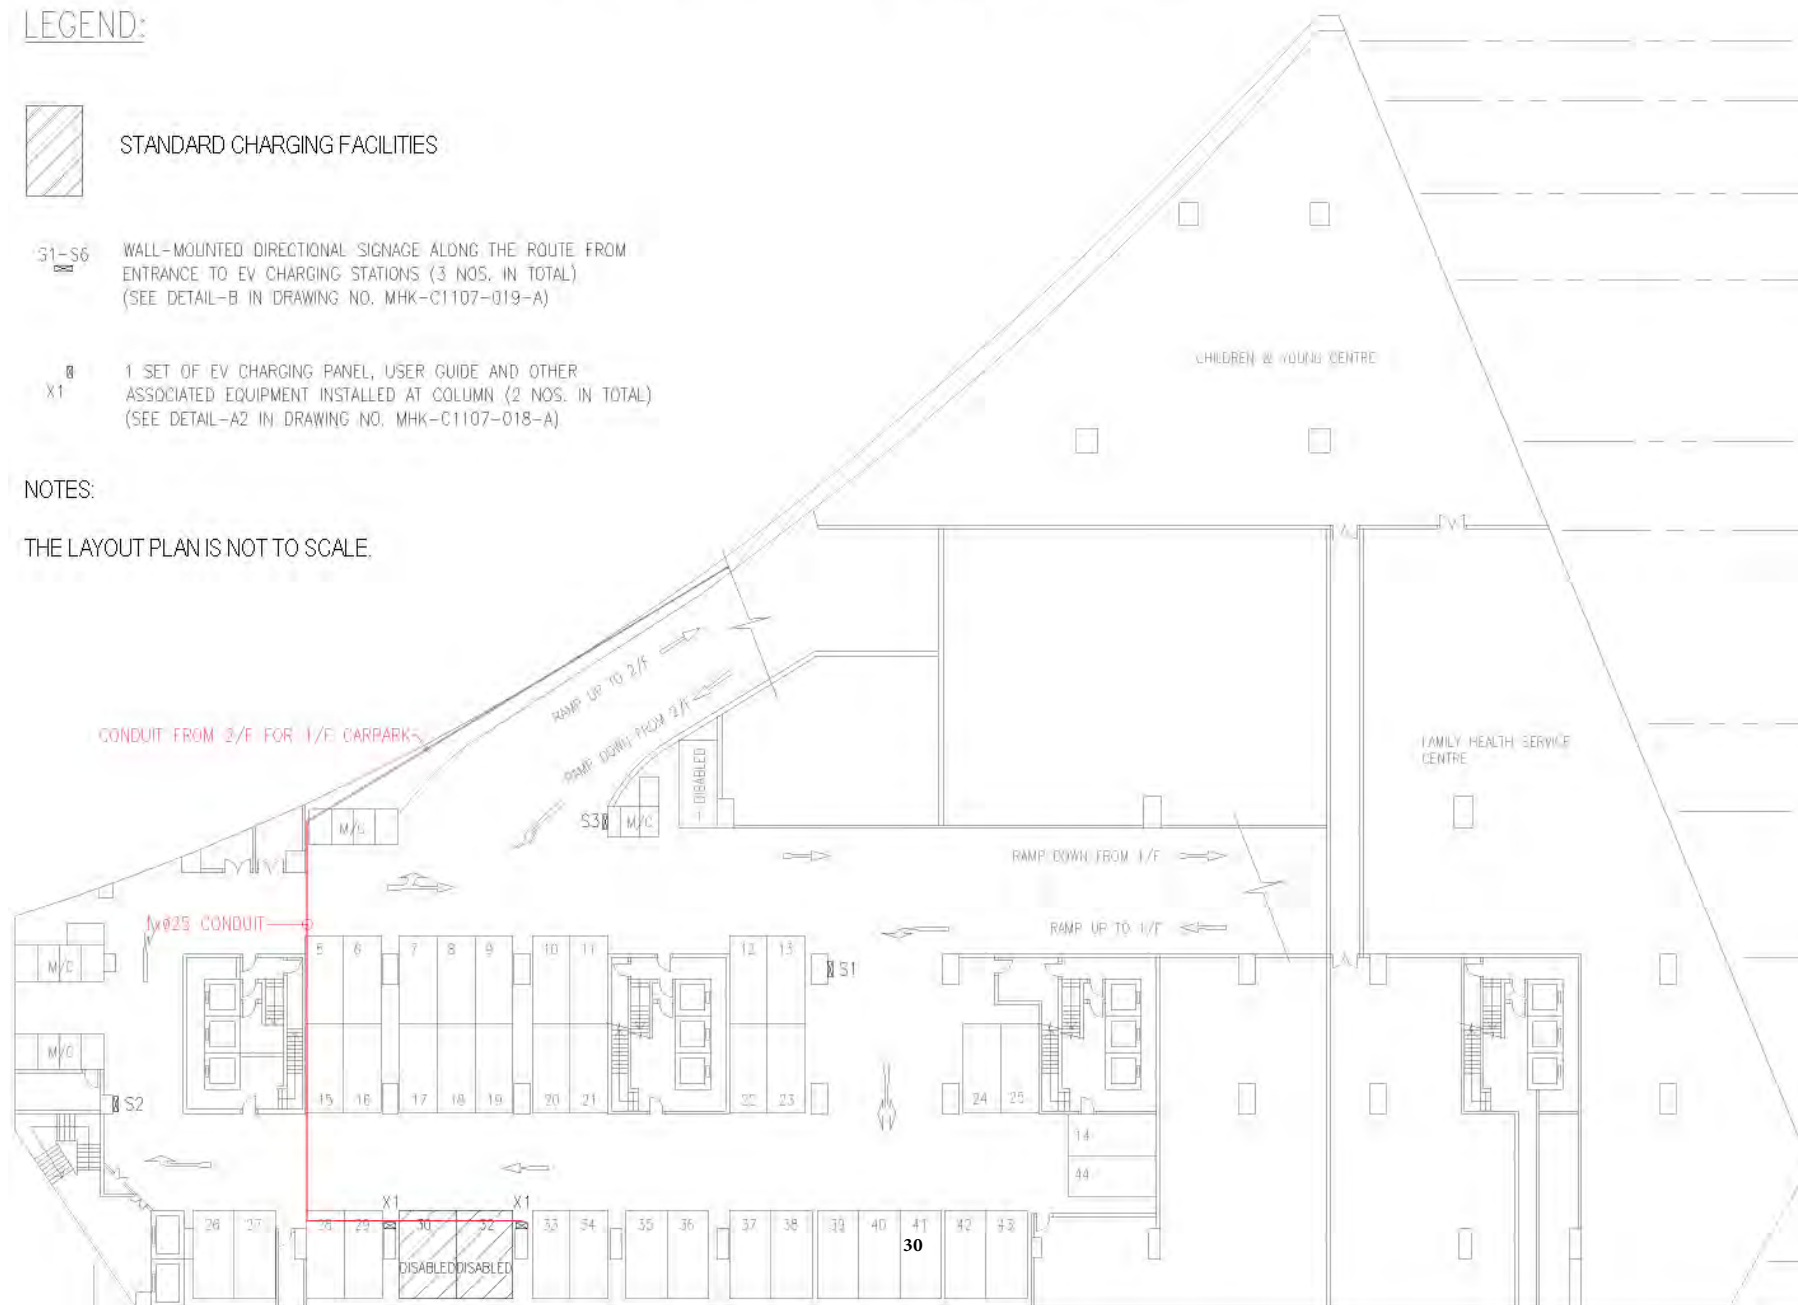 LEGEND:
STANDARD CHARGING FACILITIES
S1-S6
WALL-MOUNTED DIRECTIONAL SIGNAGE ALONG THE ROUTE FROM
ENTRANCE TO EV CHARGING STATIONS (3 NOS. IN TOTAL)
(SEE DETAIL-B IN DRAWING NO. MHK-C1107-019-A)
X1
1 SET OF EV CHARGING PANEL, USER GUIDE AND OTHER
ASSOCIATED EQUIPMENT INSTALLED AT COLUMN (2 NOS. IN TOTAL)
(SEE DETAIL-A2 IN DRAWING NO. MHK-C1107-018-A)
NOTES:
THE LAYOUT PLAN IS NOT TO SCALE.
CHILDREN & YOUNG CENTRE
RAMP UP TO 2/F
RAMP DOWN FROM 2/F
CONDUIT FROM 2/F FOR 1/F CARPARK
DISABLED
FAMILY HEALTH SERVICE
CENTRE
M/C
S3
M/C
RAMP DOWN FROM 1/F
1xø25 CONDUIT
RAMP UP TO 1/F
5 6 7 8 9 10 11 12 13
M/C
S1
M/C
S2
15 16 17 18 19 20 21 22 23 24 25
14
44
X1 X1
26 27 28 29 30 32 33 34 35 36 37 38 39 40 41 42 43
30
DISABLED DISABLED